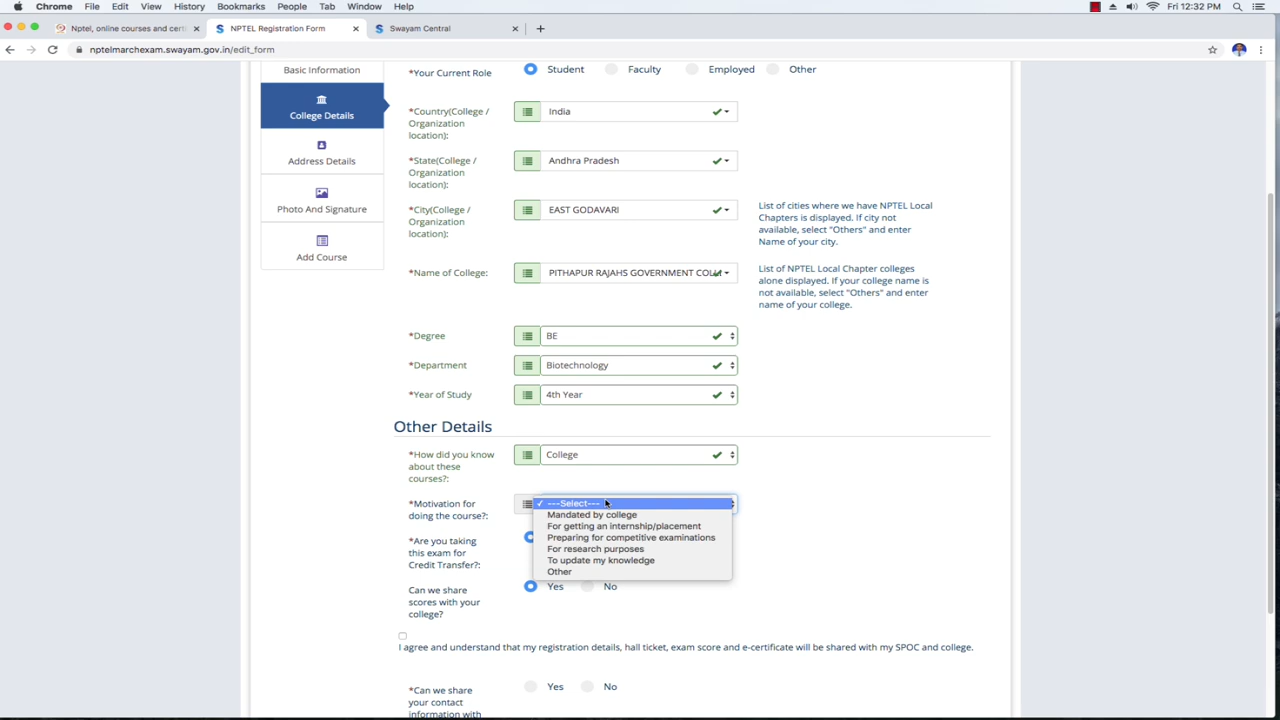 Chrome File Edit View History Bookmarks People Tab Window Help Fri 12:32 PM
Nptel, online courses and cert NPTEL Registration Form Swayam Central
nptelmarchexam.swayam.gov.in/edit_form
Basic Information
College Details
Address Details
Photo And Signature
Add Course
*Your Current Role
Student Faculty Employed Other
*Country(College /
Organization
location):
India
*State(College /
Organization
location):
Andhra Pradesh
*City(College /
Organization
location):
EAST GODAVARI
List of cities where we have NPTEL Local
Chapters is displayed. If city not
available, select "Others" and enter
Name of your city.
*Name of College:
PITHAPUR RAJAHS GOVERNMENT
List of NPTEL Local Chapter colleges
alone displayed. If your college name is
not available, select "Others" and enter
name of your college.
*Degree
BE
*Department
Biotechnology
*Year of Study
4th Year
Other Details
*How did you know
about these
courses?:
College
*Motivation for
doing the course?:
---Select---
Mandated by college
For getting an internship/placement
Preparing for competitive examinations
For research purposes
To update my knowledge
Other
*Are you taking
this exam for
Credit Transfer?:
Can we share
scores with your
college?
Yes No
I agree and understand that my registration details, hall ticket, exam score and e-certificate will be shared with my SPOC and college.
*Can we share
your contact
information with
Yes No